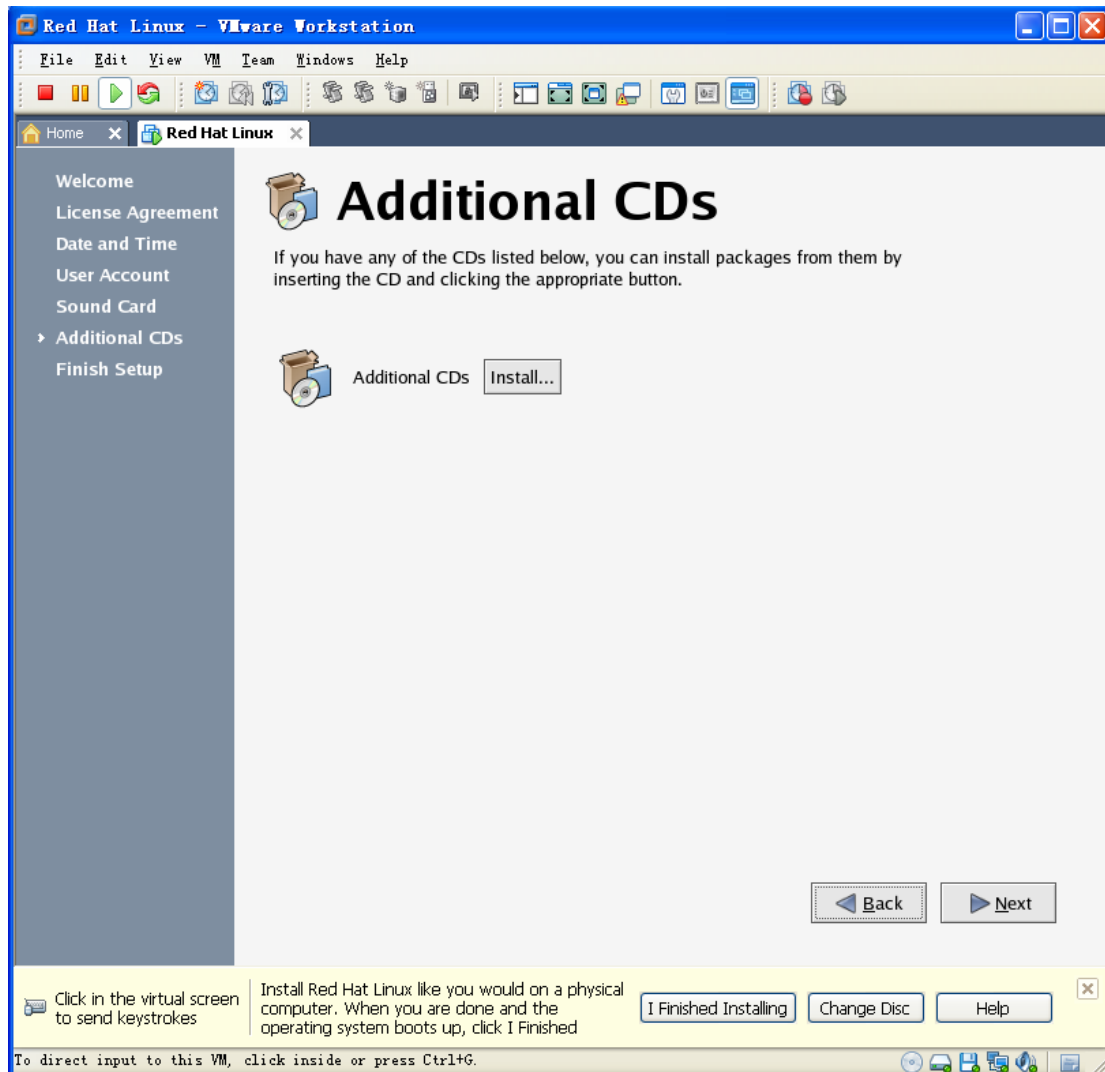 Red Hat Linux - VMware Workstation
File Edit View VM Team Windows Help
Home Red Hat Linux
Welcome
License Agreement
Date and Time
User Account
Sound Card
Additional CDs
Finish Setup
Additional CDs
If you have any of the CDs listed below, you can install packages from them by
inserting the CD and clicking the appropriate button.
Additional CDs Install...
Back Next
Click in the virtual screen
to send keystrokes
Install Red Hat Linux like you would on a physical
computer. When you are done and the
operating system boots up, click I Finished
I Finished Installing Change Disc Help
To direct input to this VM, click inside or press Ctrl+G.